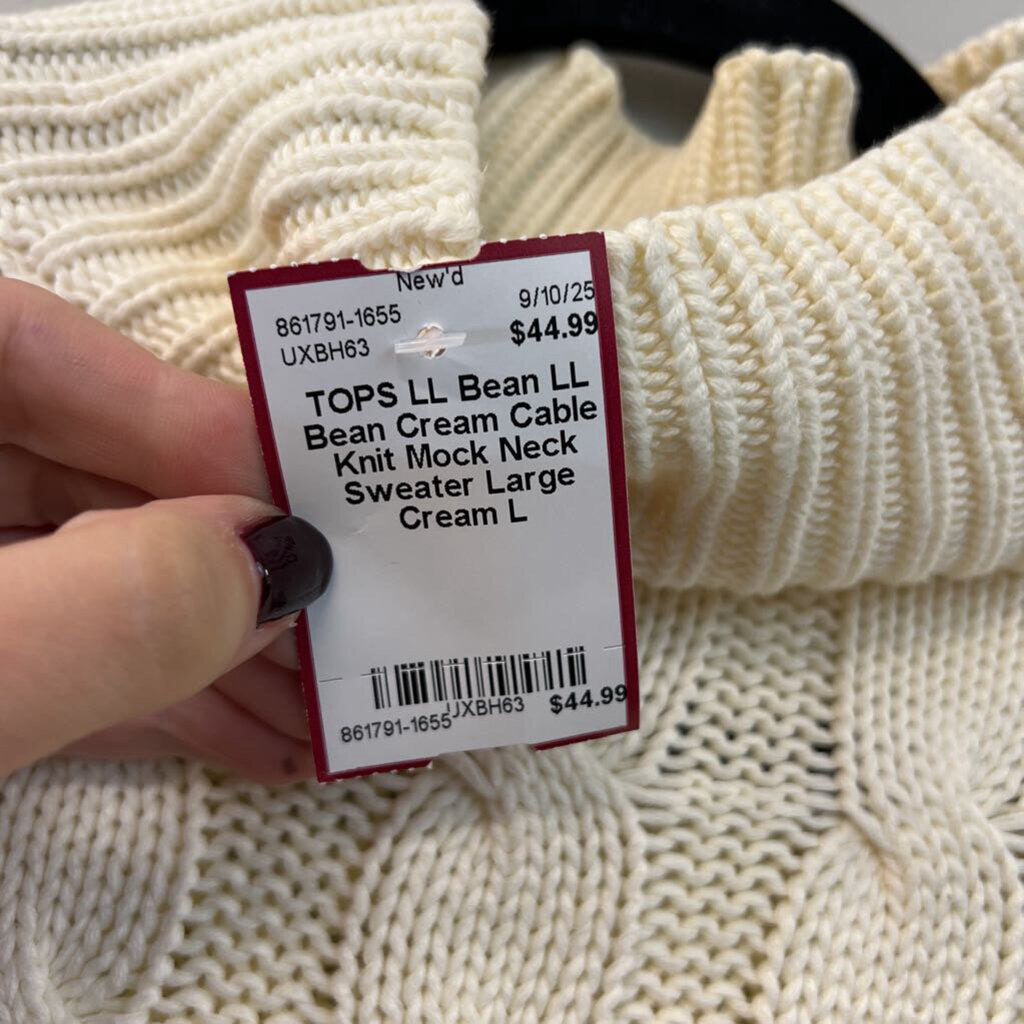 New'd
861791-1655 9/10/25
UXBH63 $44.99
TOPS LL Bean LL
Bean Cream Cable
Knit Mock Neck
Sweater Large
Cream L
861791-1655 UXBH63 $44.99